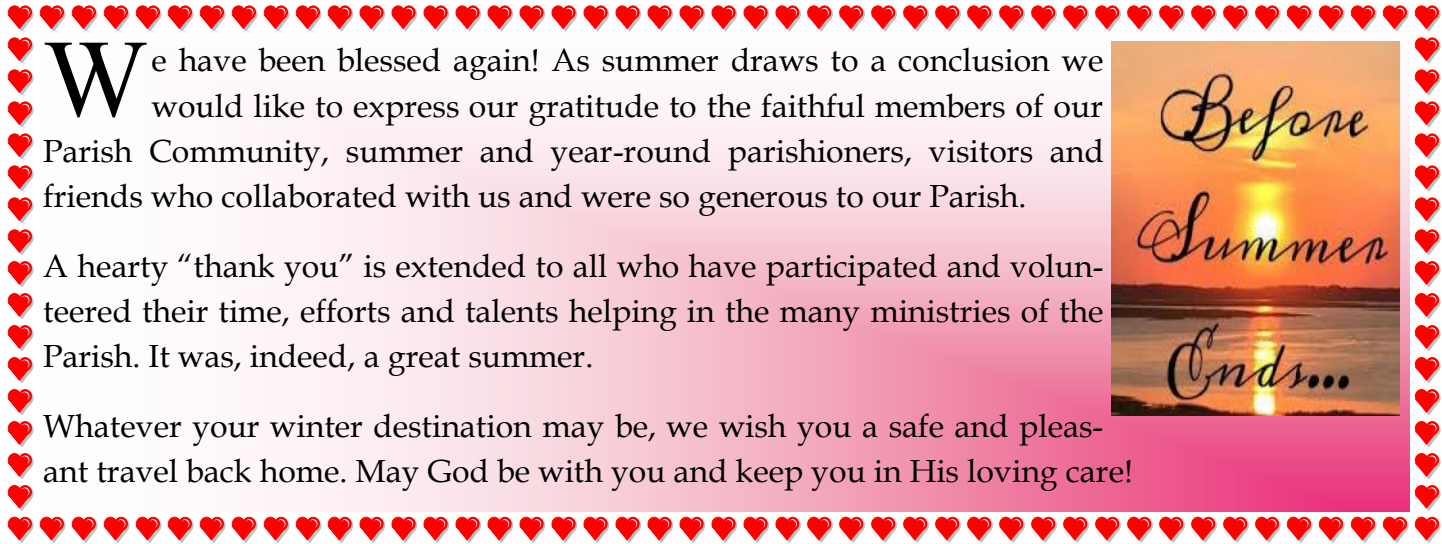 We have been blessed again! As summer draws to a conclusion we
would like to express our gratitude to the faithful members of our
Parish Community, summer and year-round parishioners, visitors and
friends who collaborated with us and were so generous to our Parish.
A hearty “thank you” is extended to all who have participated and volun-
teered their time, efforts and talents helping in the many ministries of the
Parish. It was, indeed, a great summer.
Whatever your winter destination may be, we wish you a safe and pleas-
ant travel back home. May God be with you and keep you in His loving care!
Before
Summer
Ends...